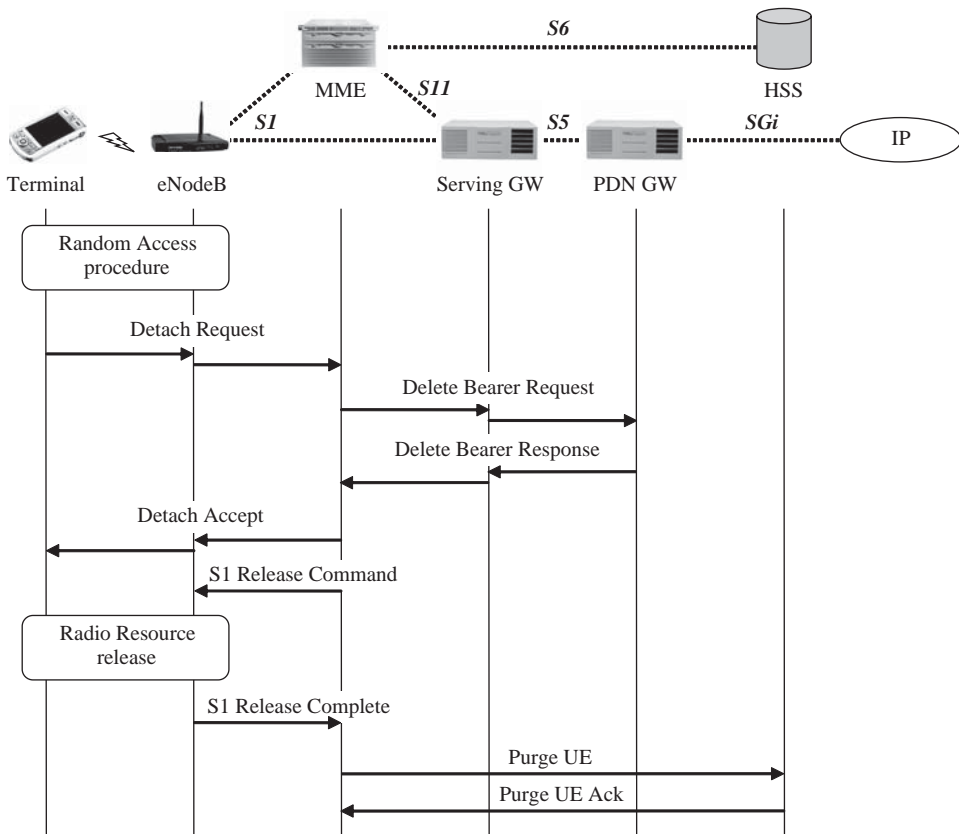 S6
MME
HSS
S11
S1
S5
SGi
IP
Terminal
eNodeB
Serving GW
PDN GW
Random Access
procedure
Detach Request
Delete Bearer Request
Delete Bearer Response
Detach Accept
S1 Release Command
Radio Resource
release
S1 Release Complete
Purge UE
Purge UE Ack